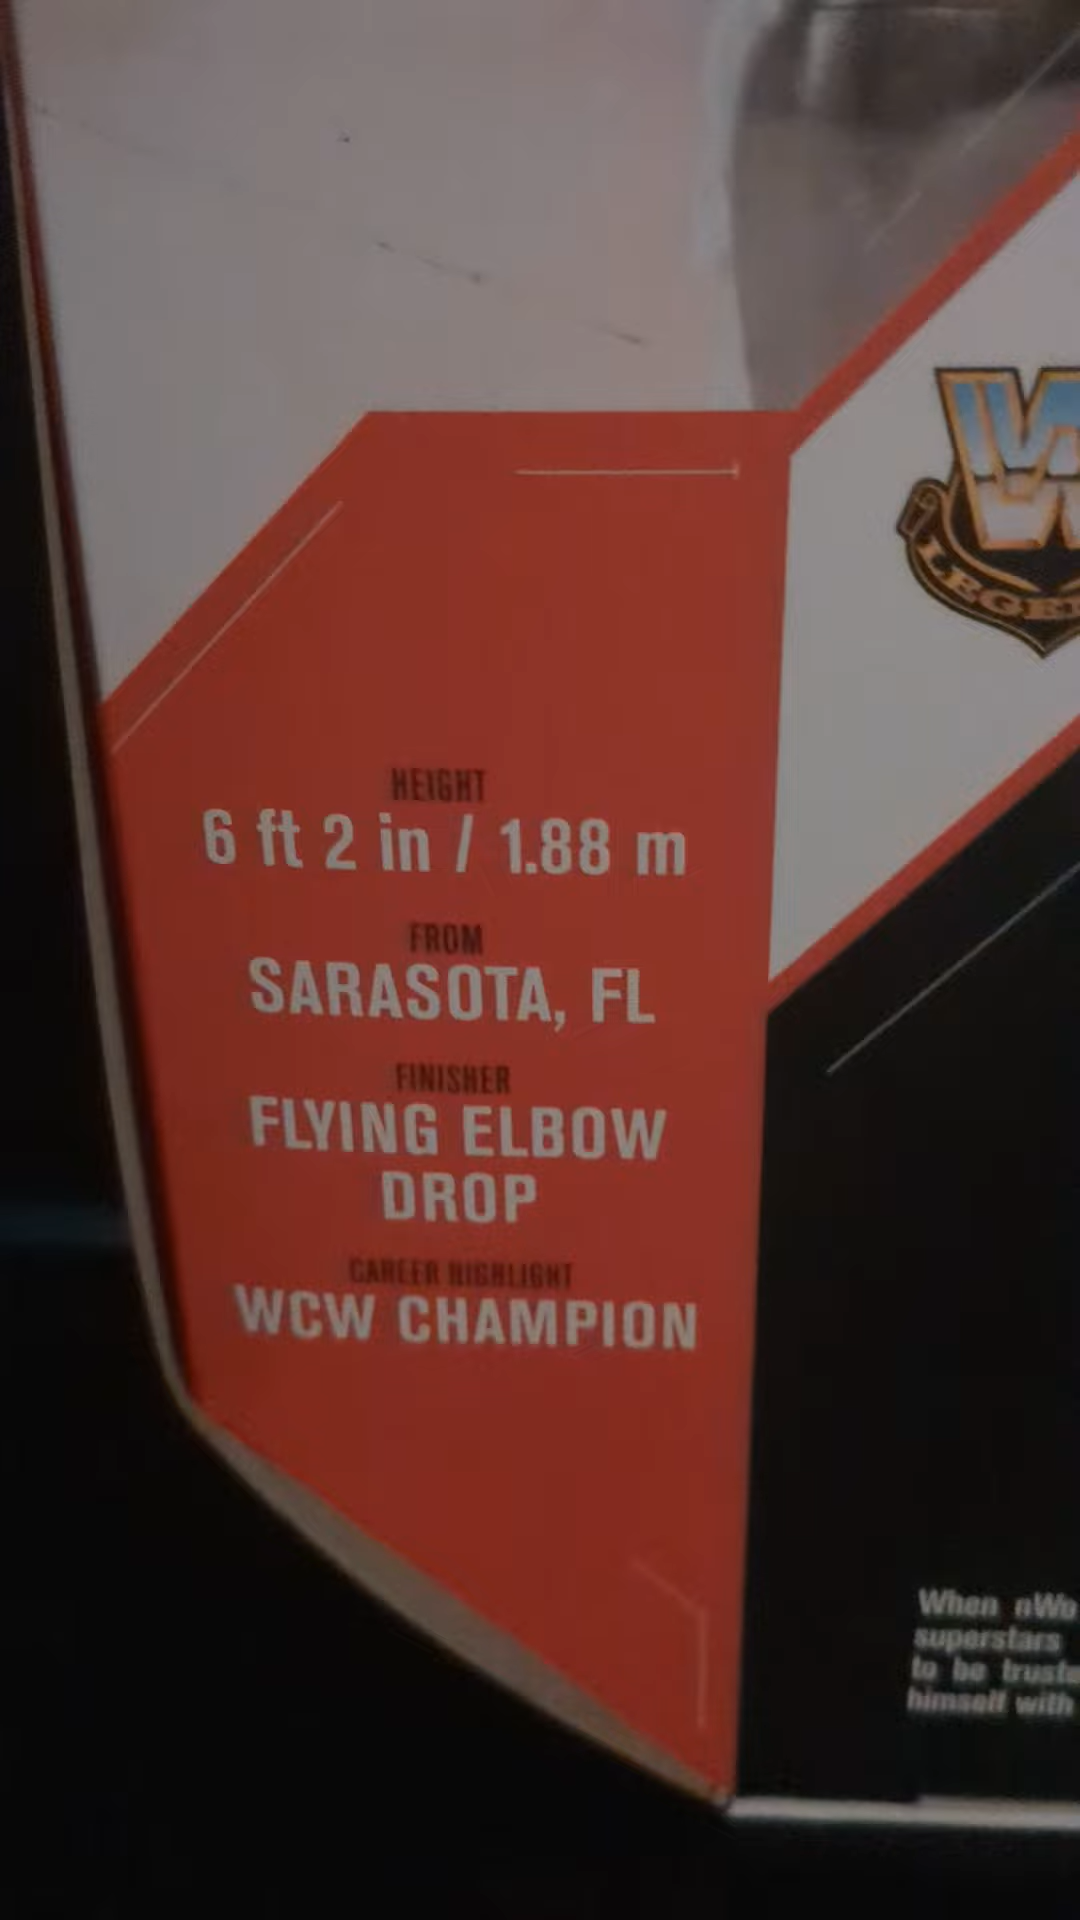 HEIGHT
6 ft 2 in / 1.88 m
FROM
SARASOTA, FL
FINISHER
FLYING ELBOW
DROP
CAREER HIGHLIGHT
WCW CHAMPION
When nWo
superstars
to be
himself with